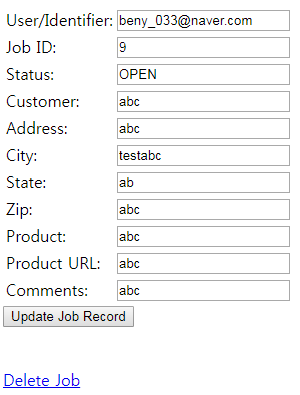 User/Identifier: beny_033@naver.com
Job ID: 9
Status: OPEN
Customer: abc
Address: abc
City: testabc
State: ab
Zip: abc
Product: abc
Product URL: abc
Comments: abc
Update Job Record
Delete Job